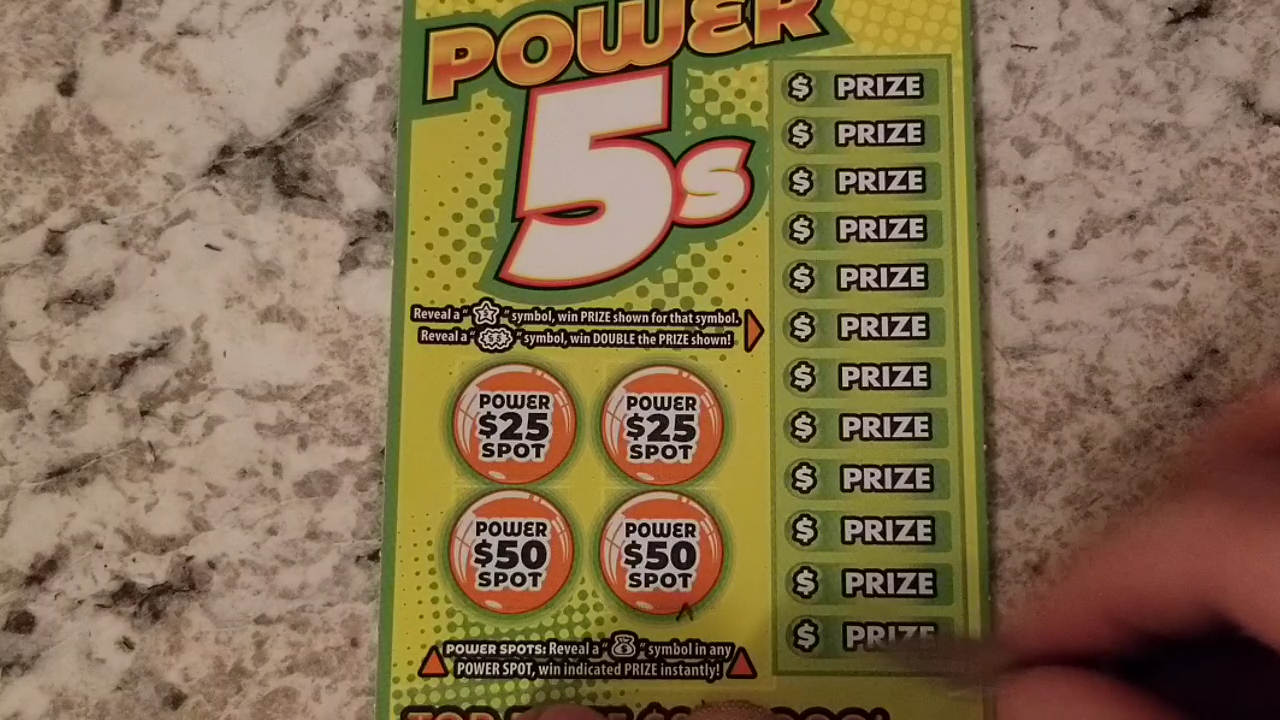 POWER
5s
$ PRIZE
$ PRIZE
$ PRIZE
$ PRIZE
$ PRIZE
$ PRIZE
$ PRIZE
$ PRIZE
$ PRIZE
$ PRIZE
$ PRIZE
$ PRIZE
Reveal a " " symbol, win PRIZE shown for that symbol.
Reveal a " $$ " symbol, win DOUBLE the PRIZE shown!
POWER
$25
SPOT
POWER
$25
SPOT
POWER
$50
SPOT
POWER
$50
SPOT
POWER SPOTS: Reveal a " " symbol in any
POWER SPOT, win indicated PRIZE instantly!
TOP